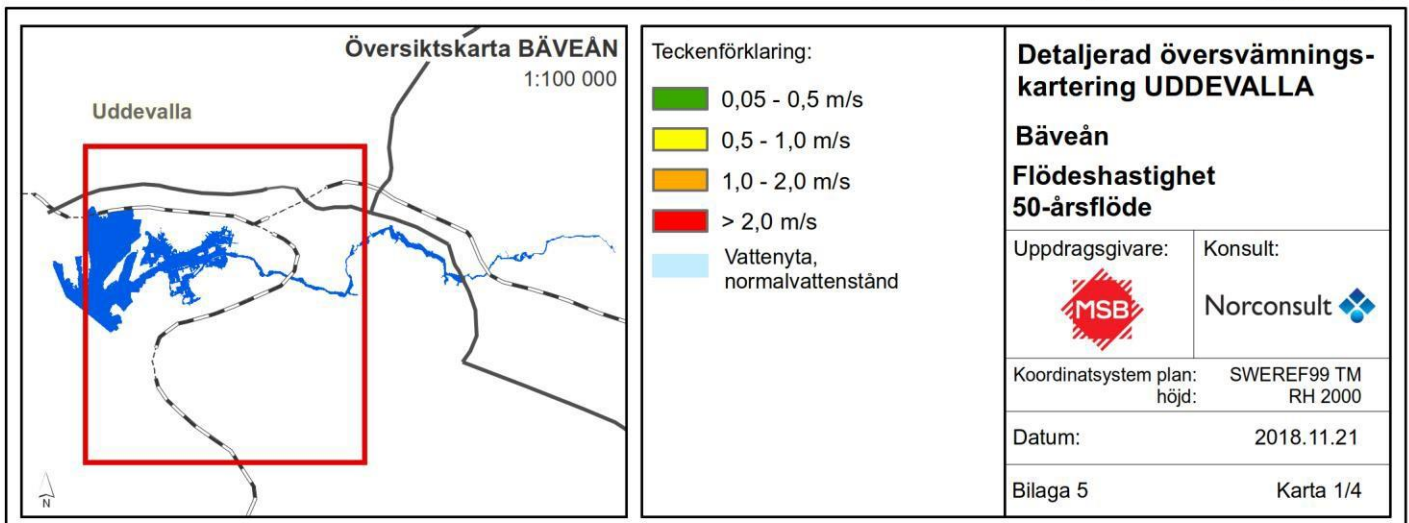 Översiktskarta BÄVEÅN
1:100 000
Uddevalla
N
Teckenförklaring:
0,05 - 0,5 m/s
0,5 - 1,0 m/s
1,0 - 2,0 m/s
> 2,0 m/s
Vattenyta,
normalvattenstånd
Detaljerad översvämnings-
kartering UDDEVALLA
Bäveån
Flödeshastighet
50-årsflöde
Uppdragsgivare:
MSB
Konsult:
Norconsult
Koordinatsystem plan: SWEREF99 TM
höjd: RH 2000
Datum: 2018.11.21
Bilaga 5 Karta 1/4